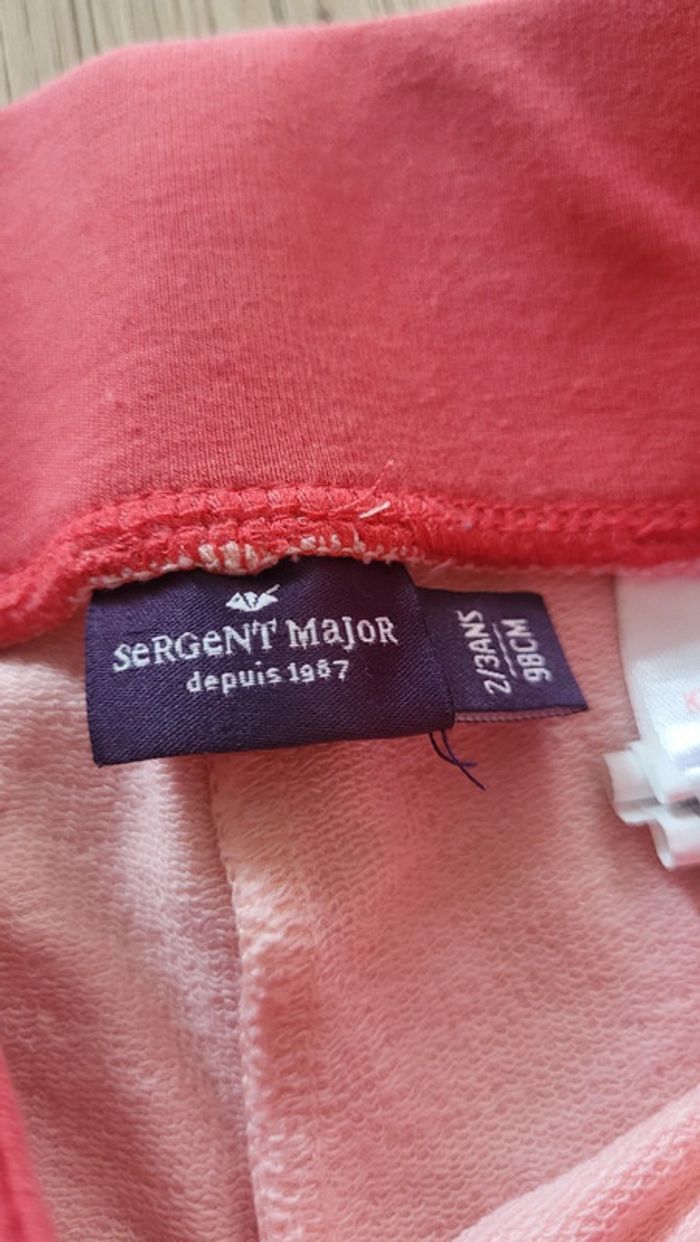 SeRGeNT MaJoR
depuis 1987
2/3ANS
98CM